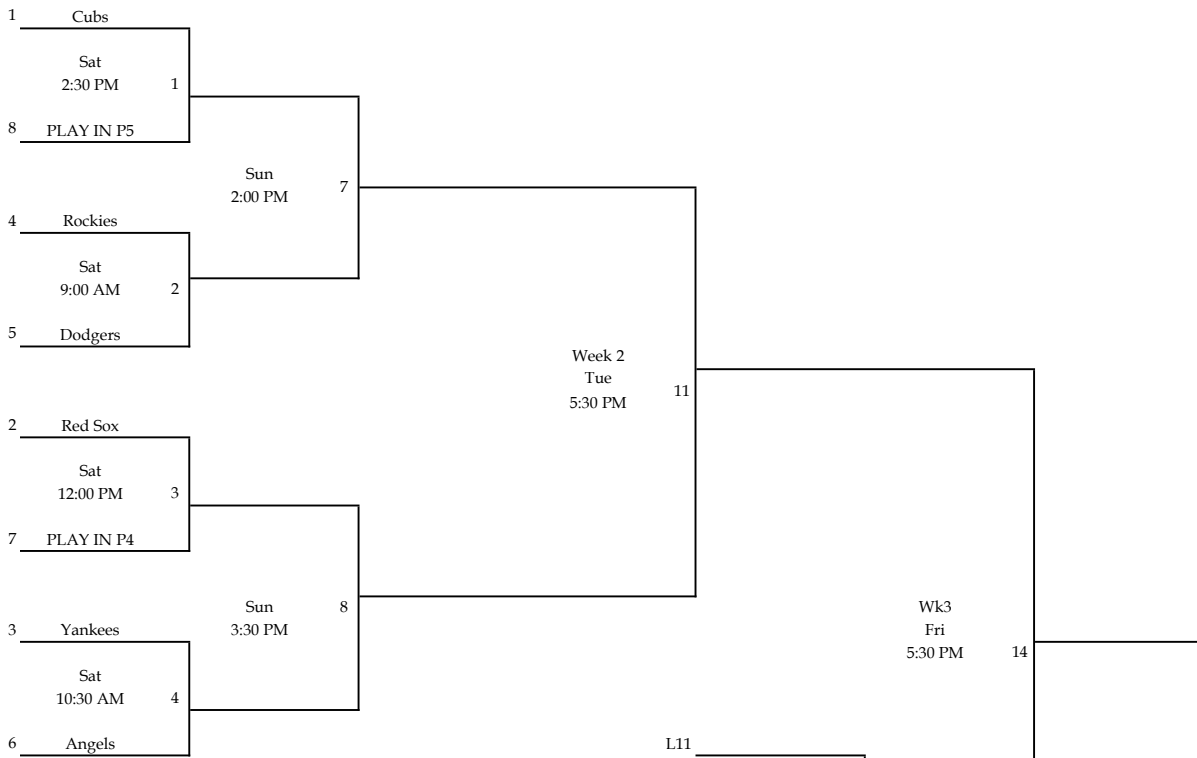 1 Cubs
Sat
2:30 PM 1
8 PLAY IN P5
Sun
2:00 PM 7
4 Rockies
Sat
9:00 AM 2
5 Dodgers
Week 2
Tue
5:30 PM 11
2 Red Sox
Sat
12:00 PM 3
7 PLAY IN P4
Sun 8
3:30 PM
3 Yankees
Sat
10:30 AM 4
6 Angels
Wk3
Fri
5:30 PM 14
L11